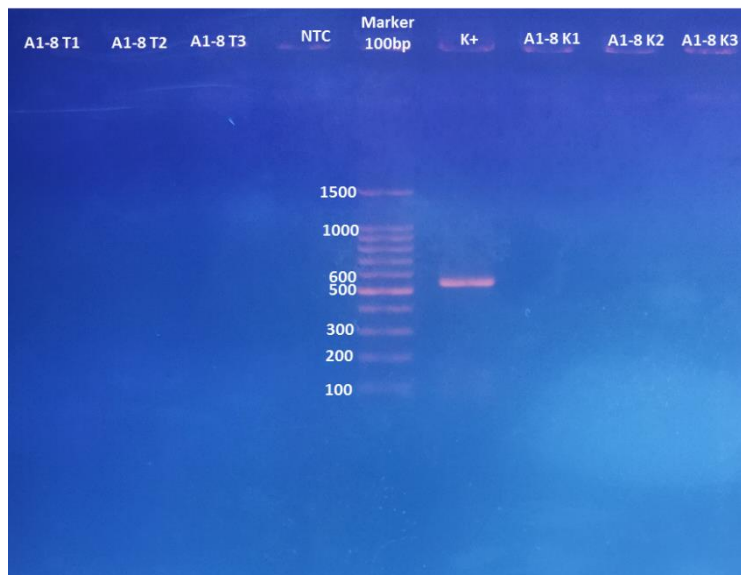 A1-8 T1
A1-8 T2
A1-8 T3
NTC
Marker
100bp
K+
A1-8 K1
A1-8 K2
A1-8 K3
1500
1000
600
500
300
200
100